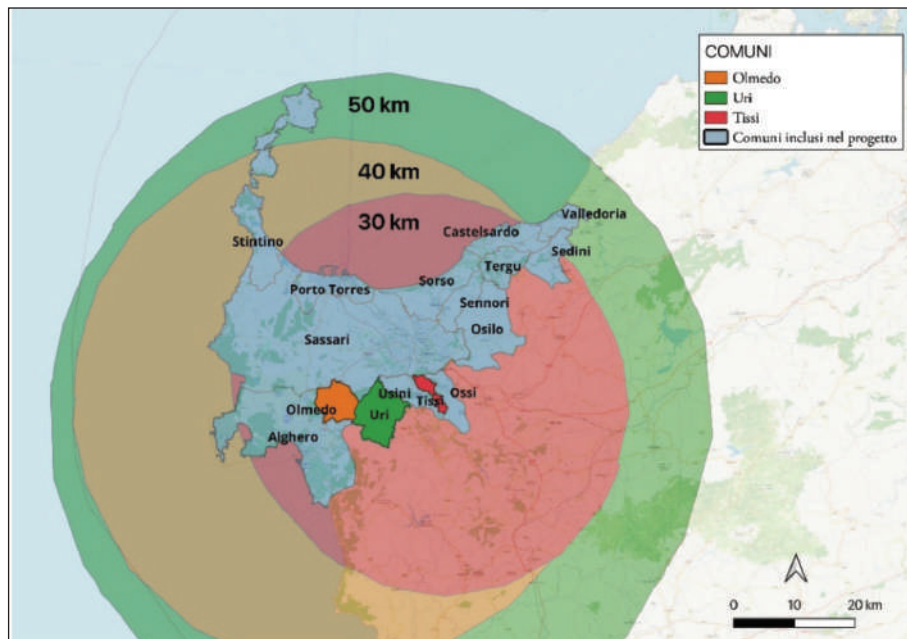 COMUNI
Olmedo
Uri
Tissi
Comuni inclusi nel progetto
50 km
40 km
30 km
Valledoria
Castelsardo
Stintino
Sedini
Tergu
Sorso
Porto Torres
Sennori
Osilo
Sassari
Usini
Ossi
Tissi
Olmedo
Uri
Alghero
0 10 20 km